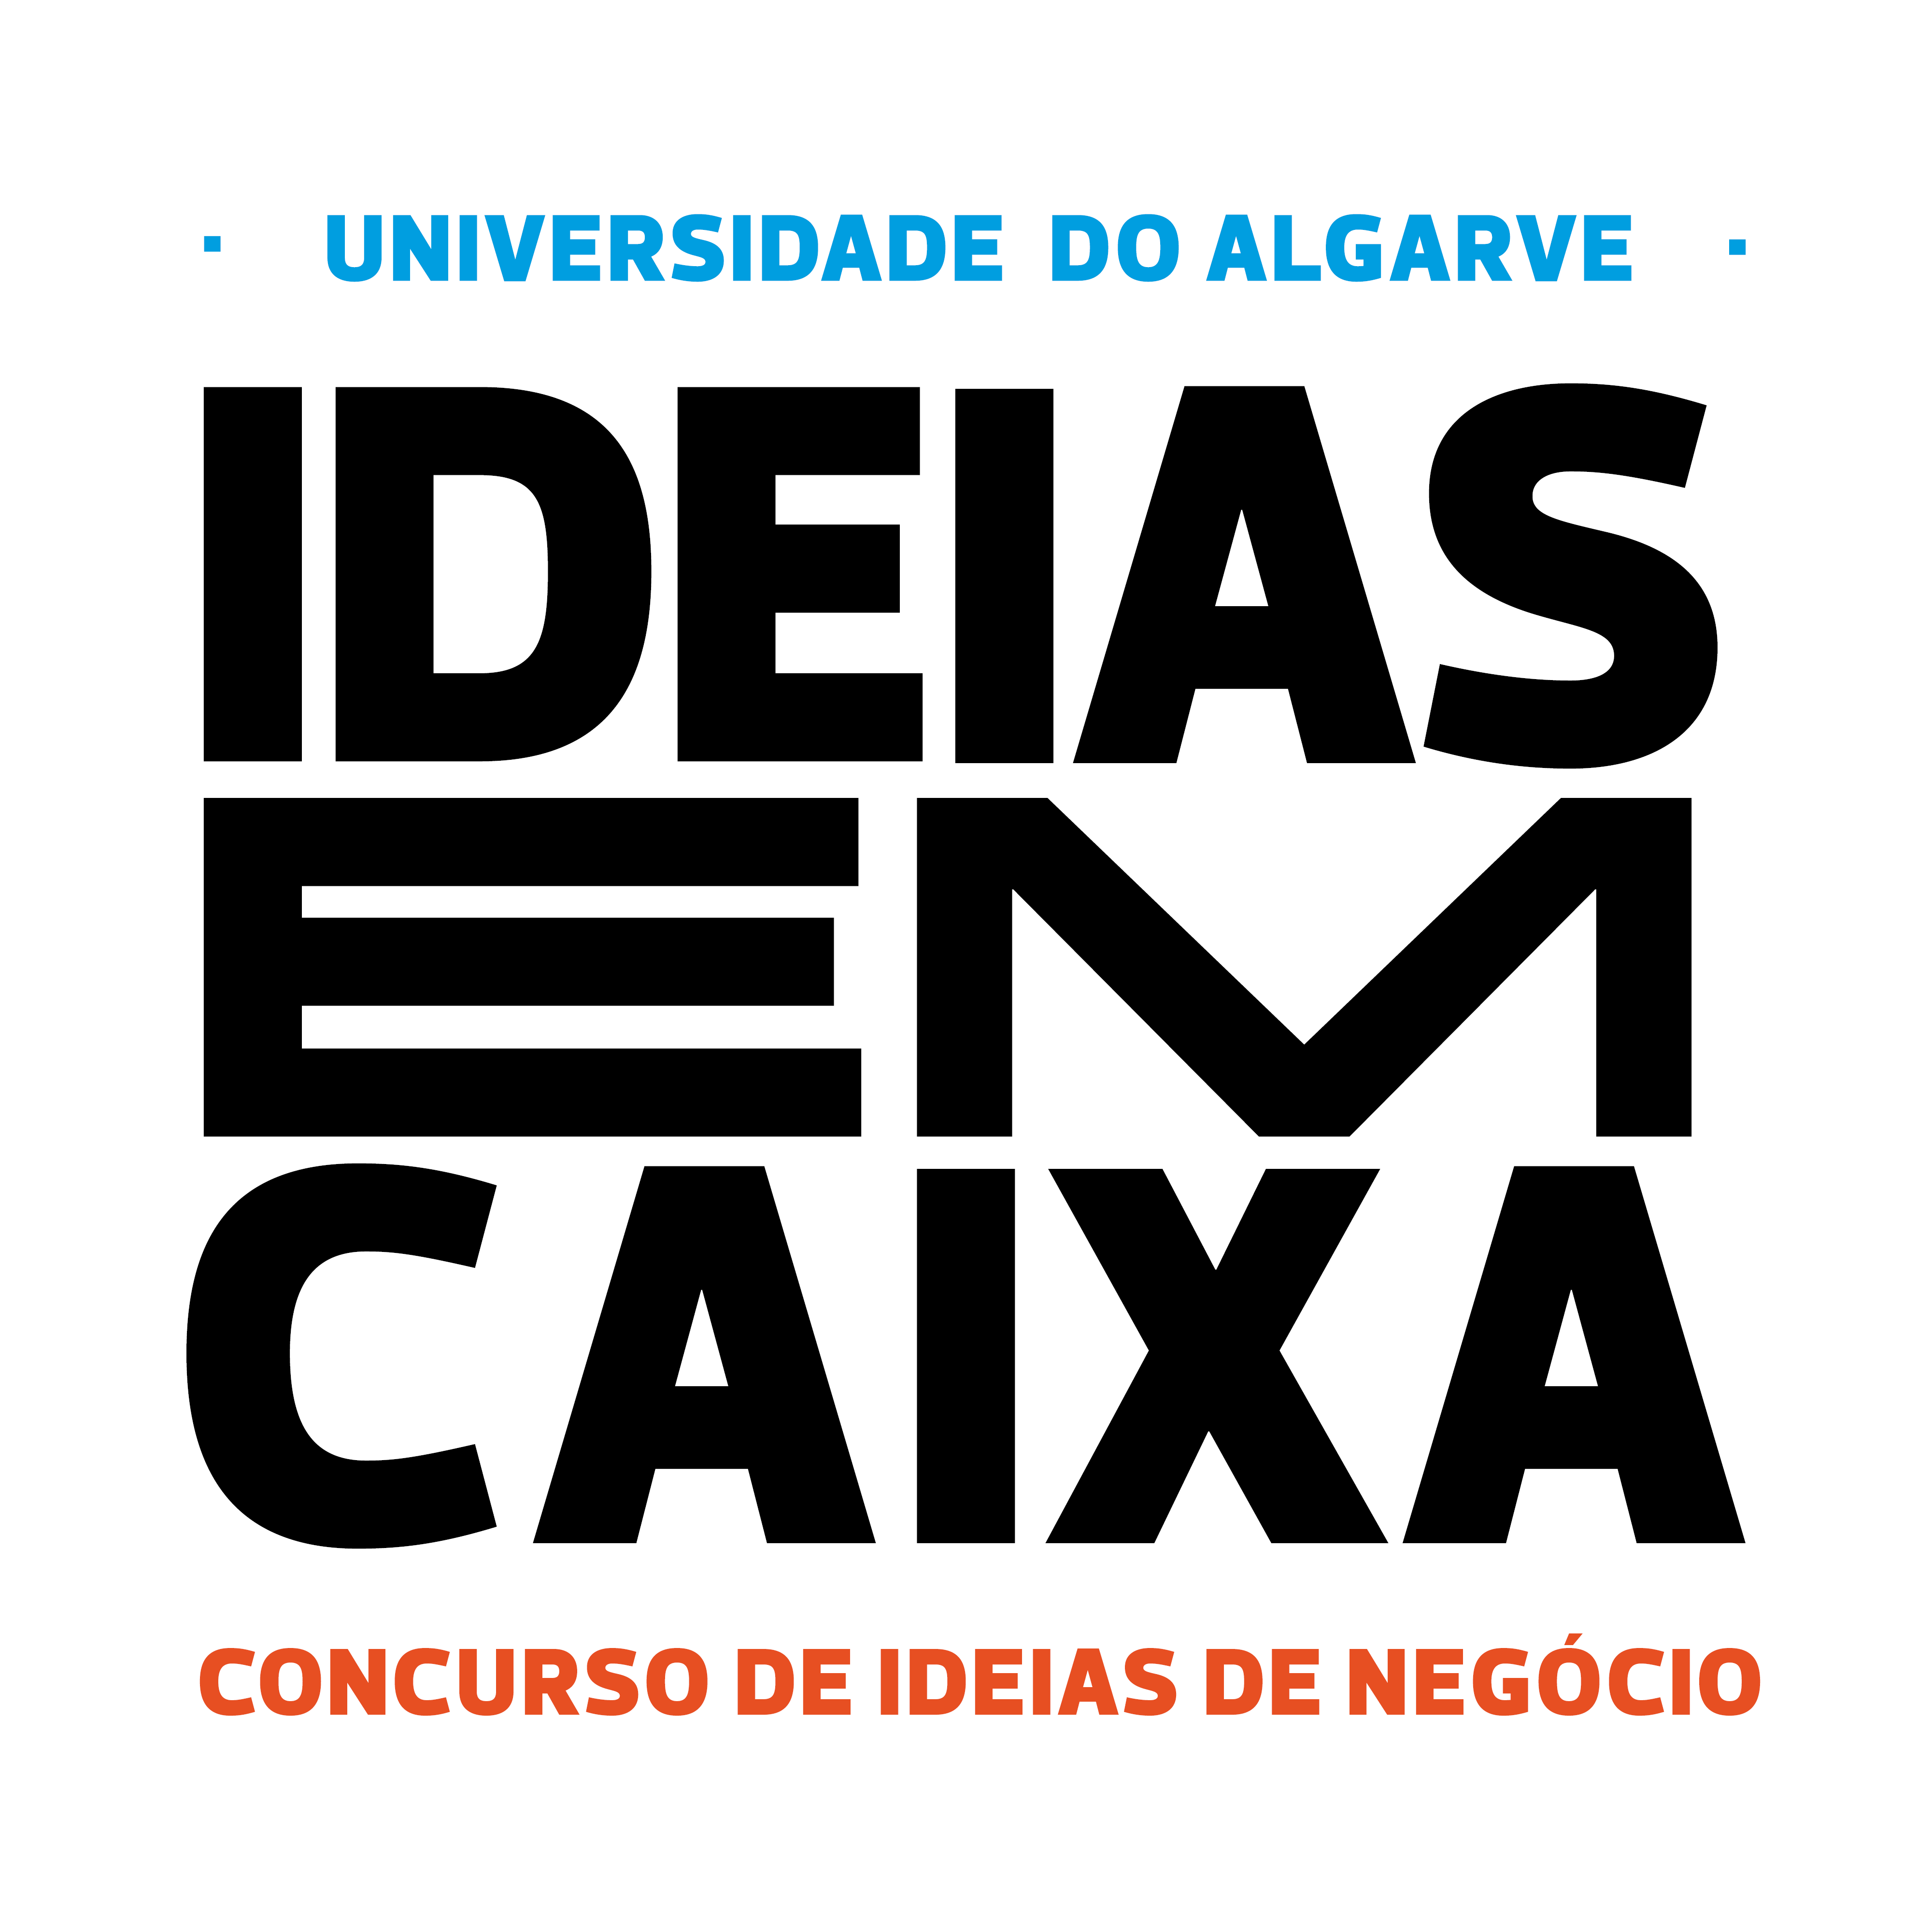 · UNIVERSIDADE DO ALGARVE ·
IDEIAS
EM
CAIXA
CONCURSO DE IDEIAS DE NEGÓCIO